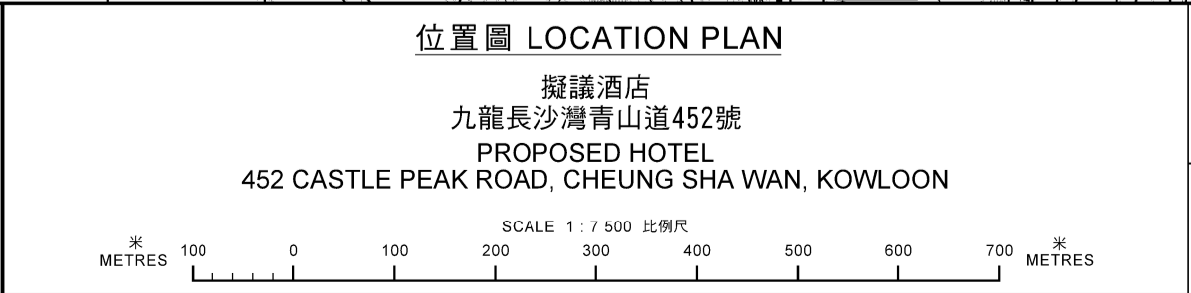 位置圖 LOCATION PLAN
擬議酒店
九龍長沙灣青山道452號
PROPOSED HOTEL
452 CASTLE PEAK ROAD, CHEUNG SHA WAN, KOWLOON
SCALE 1 : 7 500 比例尺
米 100 0 100 200 300 400 500 600 700 米
METRES METRES